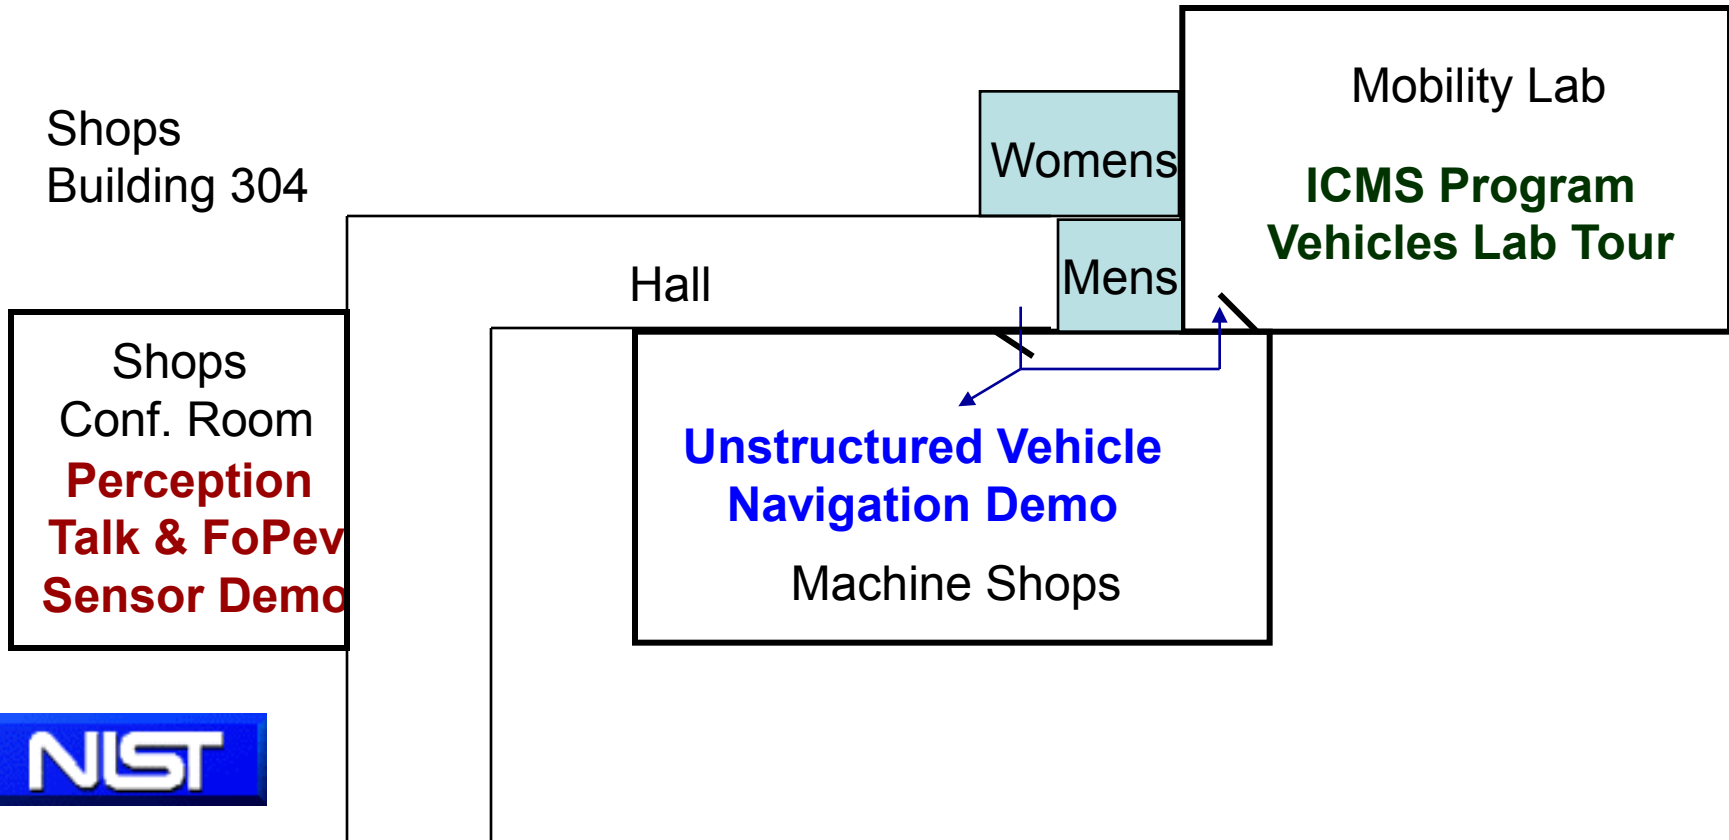 Shops
Building 304
Womens
Mobility Lab
ICMS Program
Vehicles Lab Tour
Hall
Mens
Shops
Conf. Room
Perception
Talk & FoPev
Sensor Demo
Unstructured Vehicle
Navigation Demo
Machine Shops
NIST